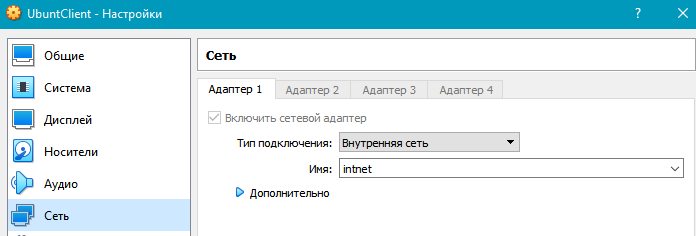 UbuntClient - Настройки
?
Общие
Система
Дисплей
Носители
Аудио
Сеть
Сеть
Адаптер 1 Адаптер 2 Адаптер 3 Адаптер 4
Включить сетевой адаптер
Тип подключения: Внутренняя сеть
Имя: intnet
Дополнительно